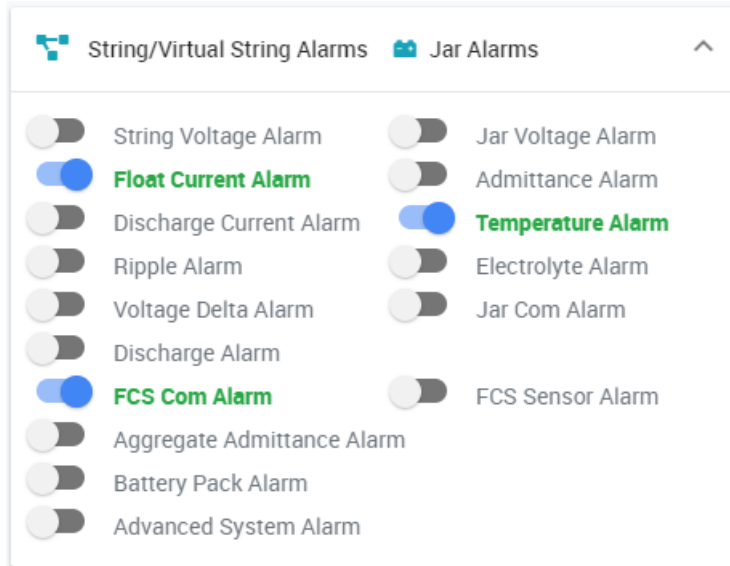 String/Virtual String Alarms Jar Alarms
String Voltage Alarm Jar Voltage Alarm
Float Current Alarm Admittance Alarm
Discharge Current Alarm Temperature Alarm
Ripple Alarm Electrolyte Alarm
Voltage Delta Alarm Jar Com Alarm
Discharge Alarm
FCS Com Alarm FCS Sensor Alarm
Aggregate Admittance Alarm
Battery Pack Alarm
Advanced System Alarm